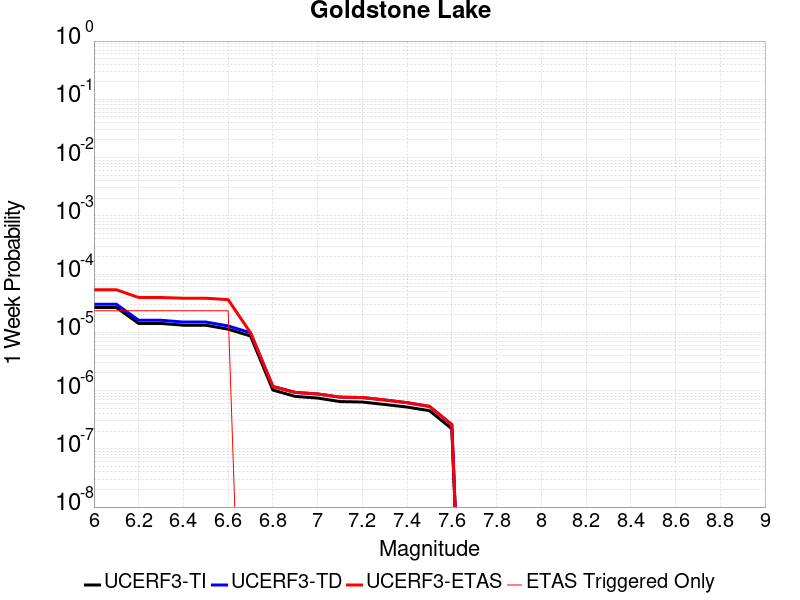 Goldstone Lake
1 Week Probability
10^0
10^-1
10^-2
10^-3
10^-4
10^-5
10^-6
10^-7
10^-8
6 6.2 6.4 6.6 6.8 7 7.2 7.4 7.6 7.8 8 8.2 8.4 8.6 8.8 9
Magnitude
UCERF3-TI UCERF3-TD UCERF3-ETAS ETAS Triggered Only